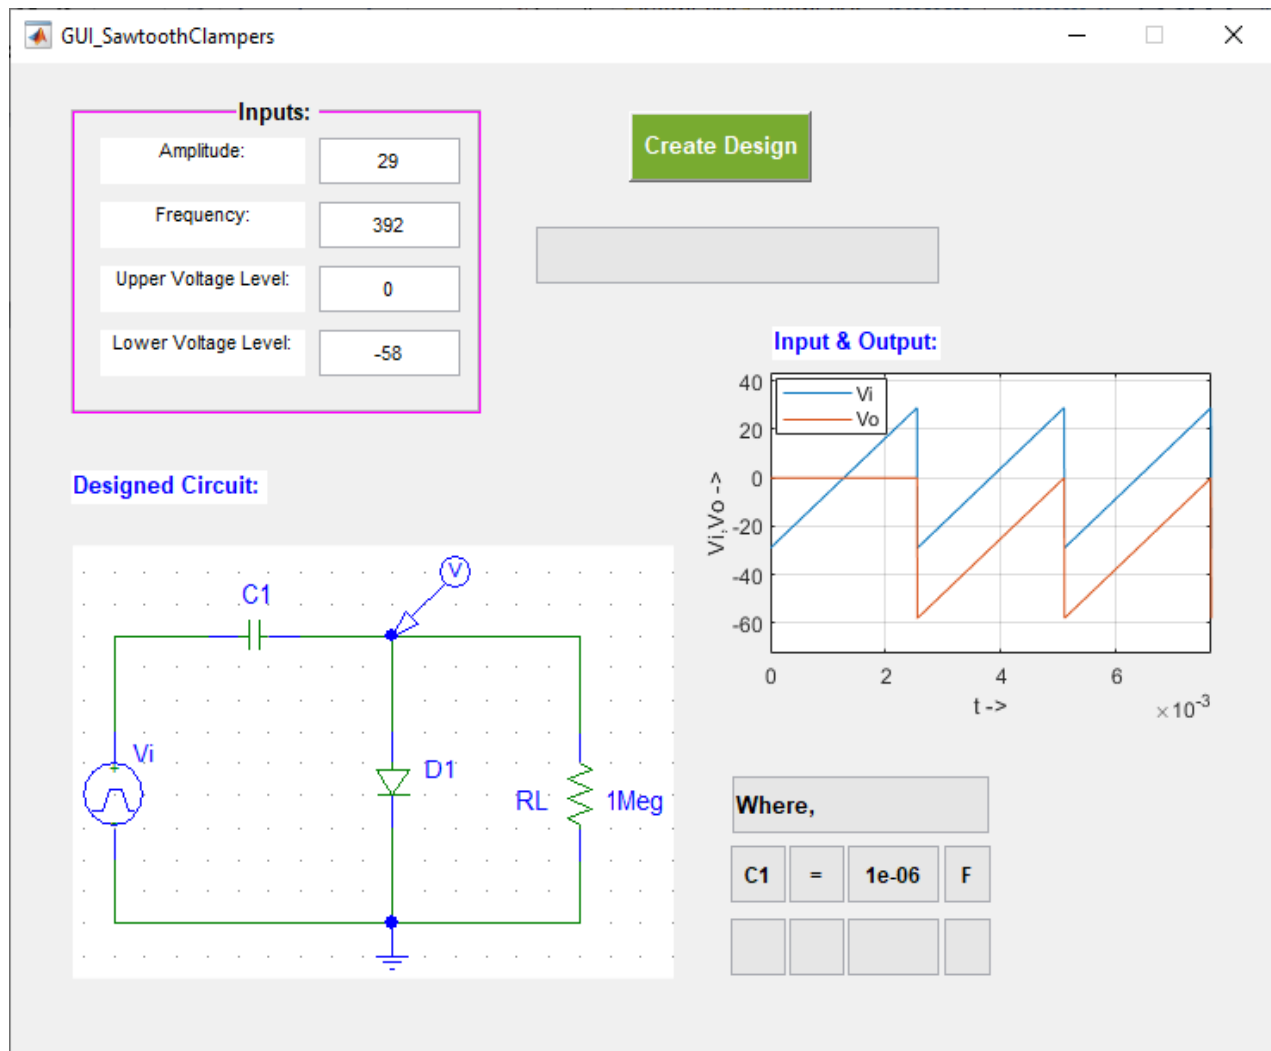 GUI_SawtoothClampers
Inputs:
Amplitude: 29
Frequency: 392
Upper Voltage Level: 0
Lower Voltage Level: -58
Create Design
Designed Circuit:
C1
V
Vi
D1
RL
1Meg
Input & Output:
Vi
Vo
40
20
0
-20
-40
-60
Vi,Vo ->
0 2 4 6
t ->
×10⁻³
Where,
C1 = 1e-06 F